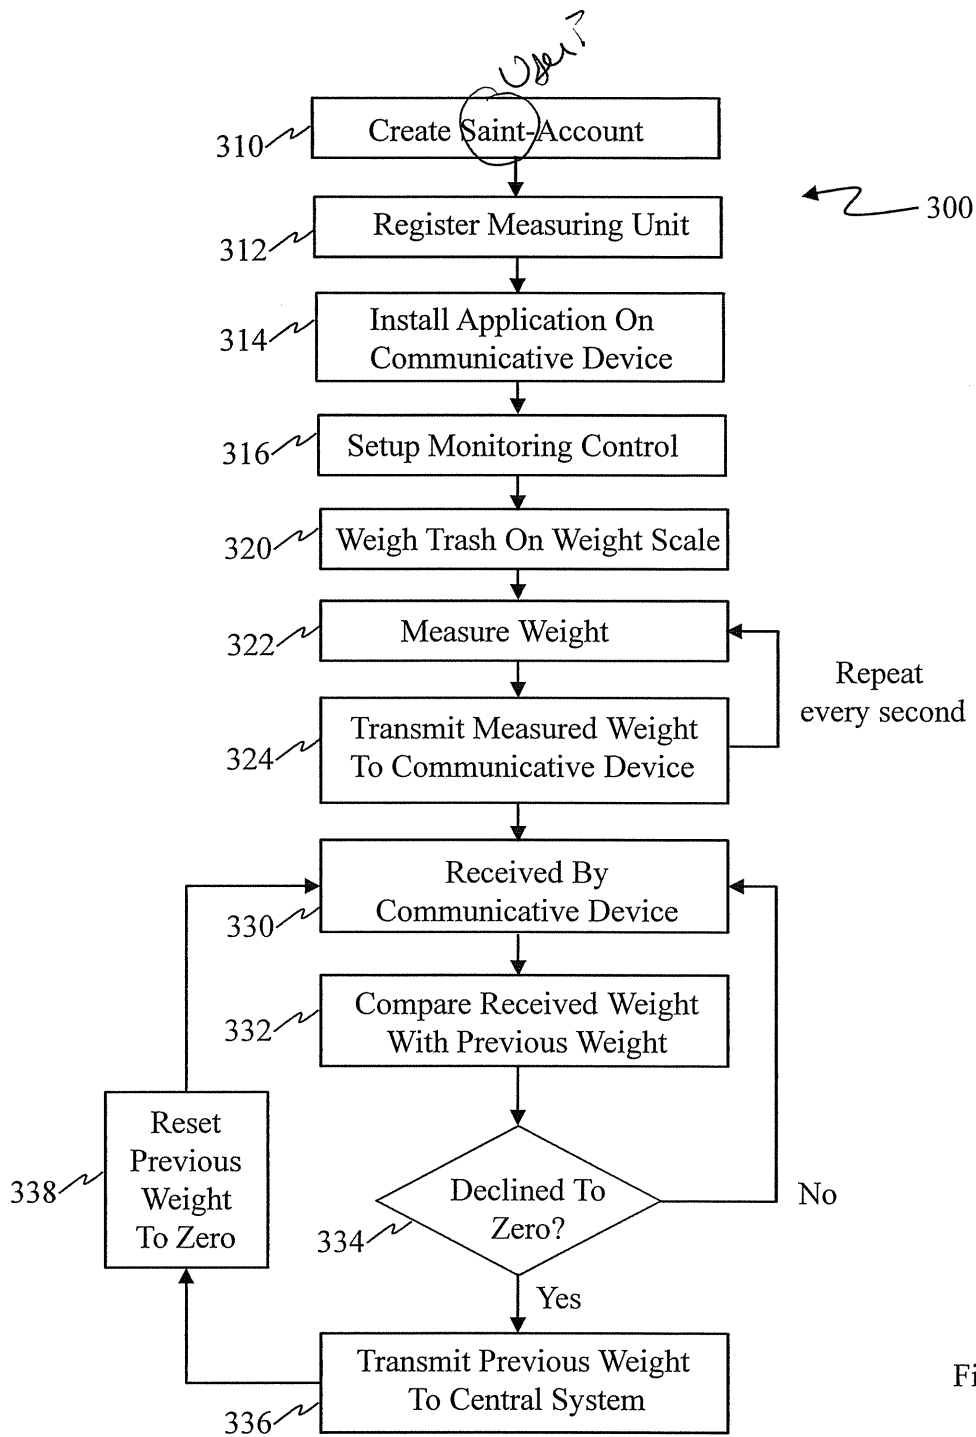 User?
310
Create Saint-Account
300
312
Register Measuring Unit
314
Install Application On
Communicative Device
316
Setup Monitoring Control
320
Weigh Trash On Weight Scale
322
Measure Weight
Repeat
every second
324
Transmit Measured Weight
To Communicative Device
330
Received By
Communicative Device
332
Compare Received Weight
With Previous Weight
338
Reset
Previous
Weight
To Zero
334
Declined To
Zero?
No
Yes
336
Transmit Previous Weight
To Central System
Fi